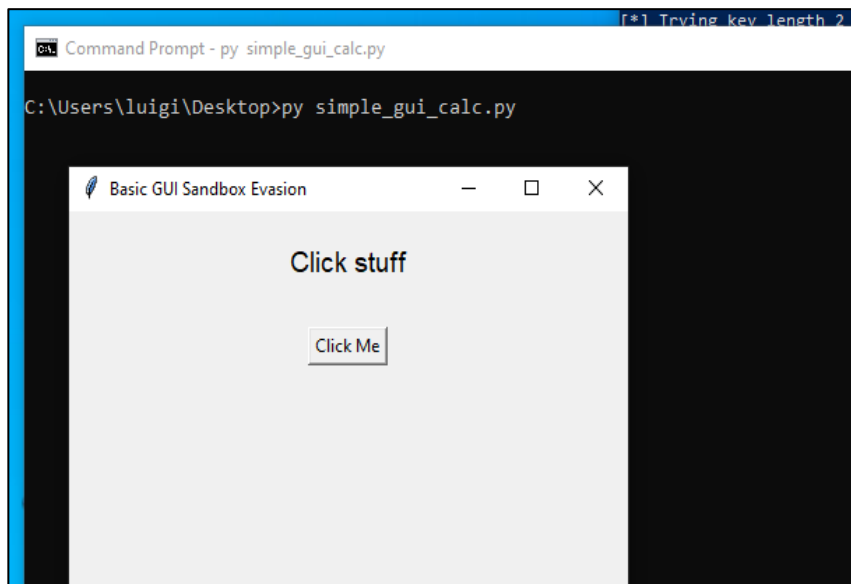 [*] Trying key length 2
Command Prompt - py simple_gui_calc.py
C:\Users\luigi\Desktop>py simple_gui_calc.py
Basic GUI Sandbox Evasion
Click stuff
Click Me